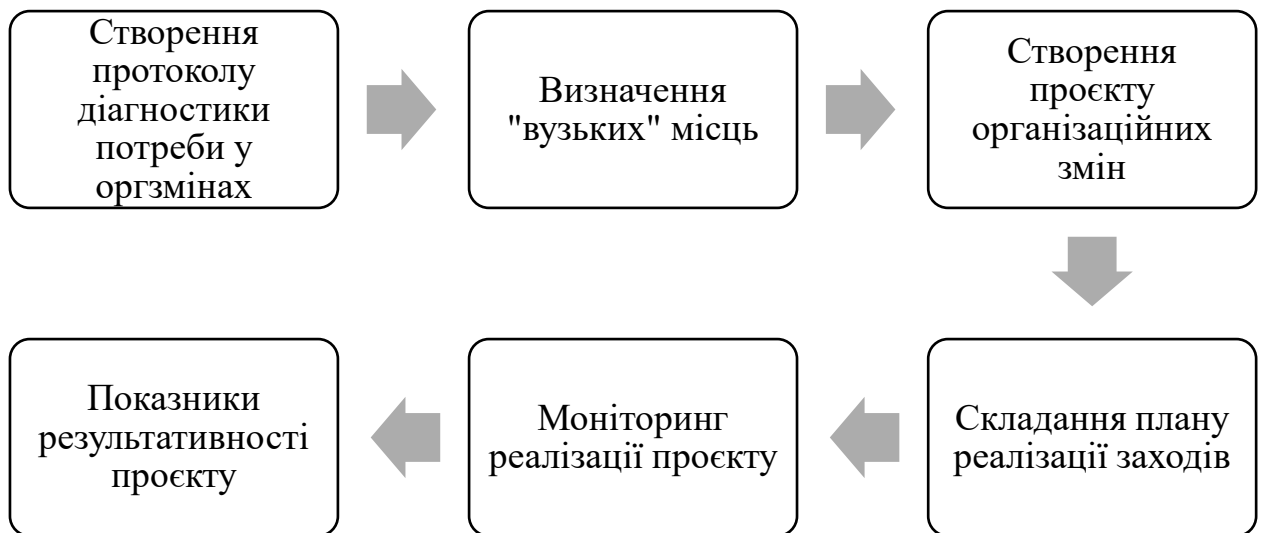 Створення
протоколу
діагностики
потреби у
оргзмінах
Визначення
"вузьких" місць
Створення
проєкту
організаційних
змін
Складання плану
реалізації заходів
Моніторинг
реалізації проєкту
Показники
результативності
проєкту